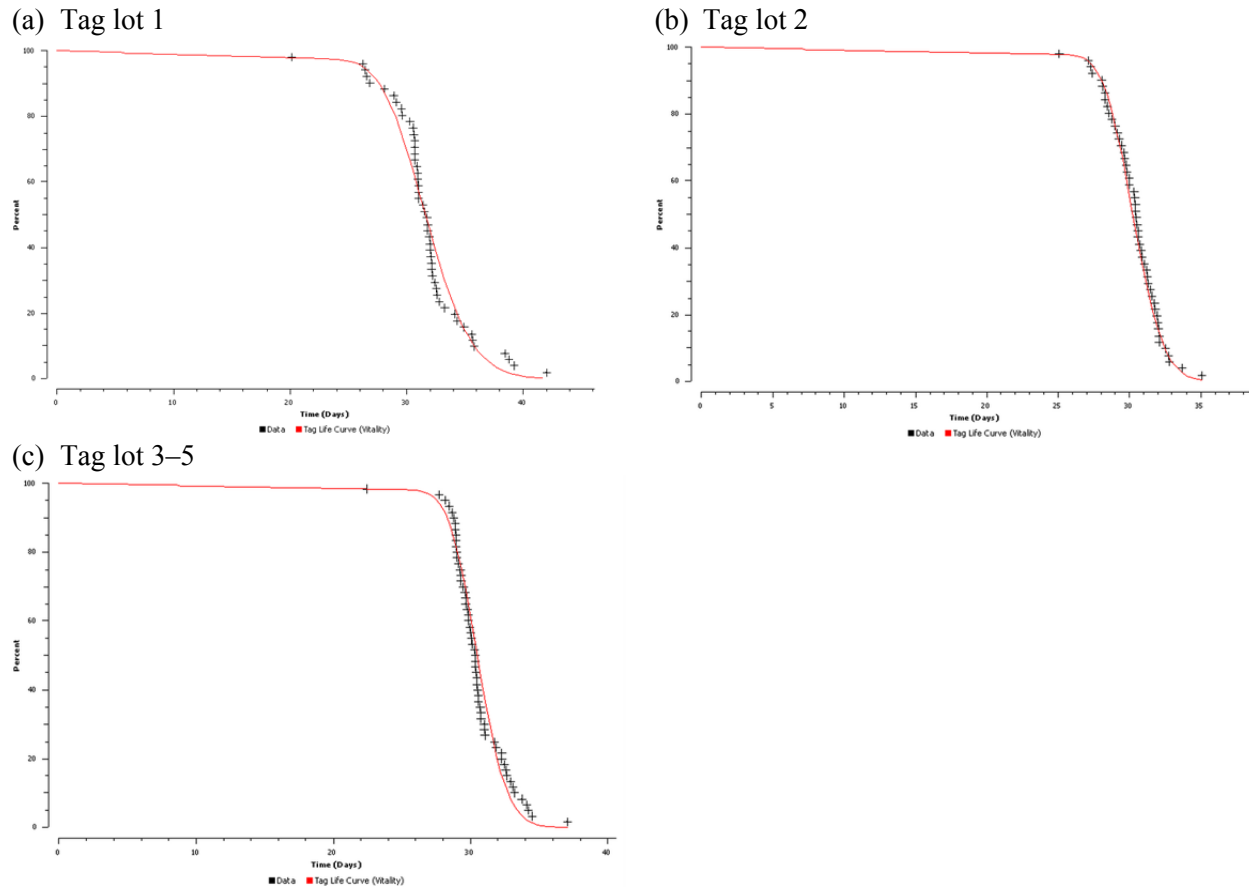 (a) Tag lot 1
100
80
60
40
20
0
Percent
0 10 20 30 40
Time (Days)
Data Tag Life Curve (Vitality)
(b) Tag lot 2
100
80
60
40
20
0
Percent
0 5 10 15 20 25 30 35
Time (Days)
Data Tag Life Curve (Vitality)
(c) Tag lot 3–5
100
80
60
40
20
0
Percent
0 10 20 30 40
Time (Days)
Data Tag Life Curve (Vitality)